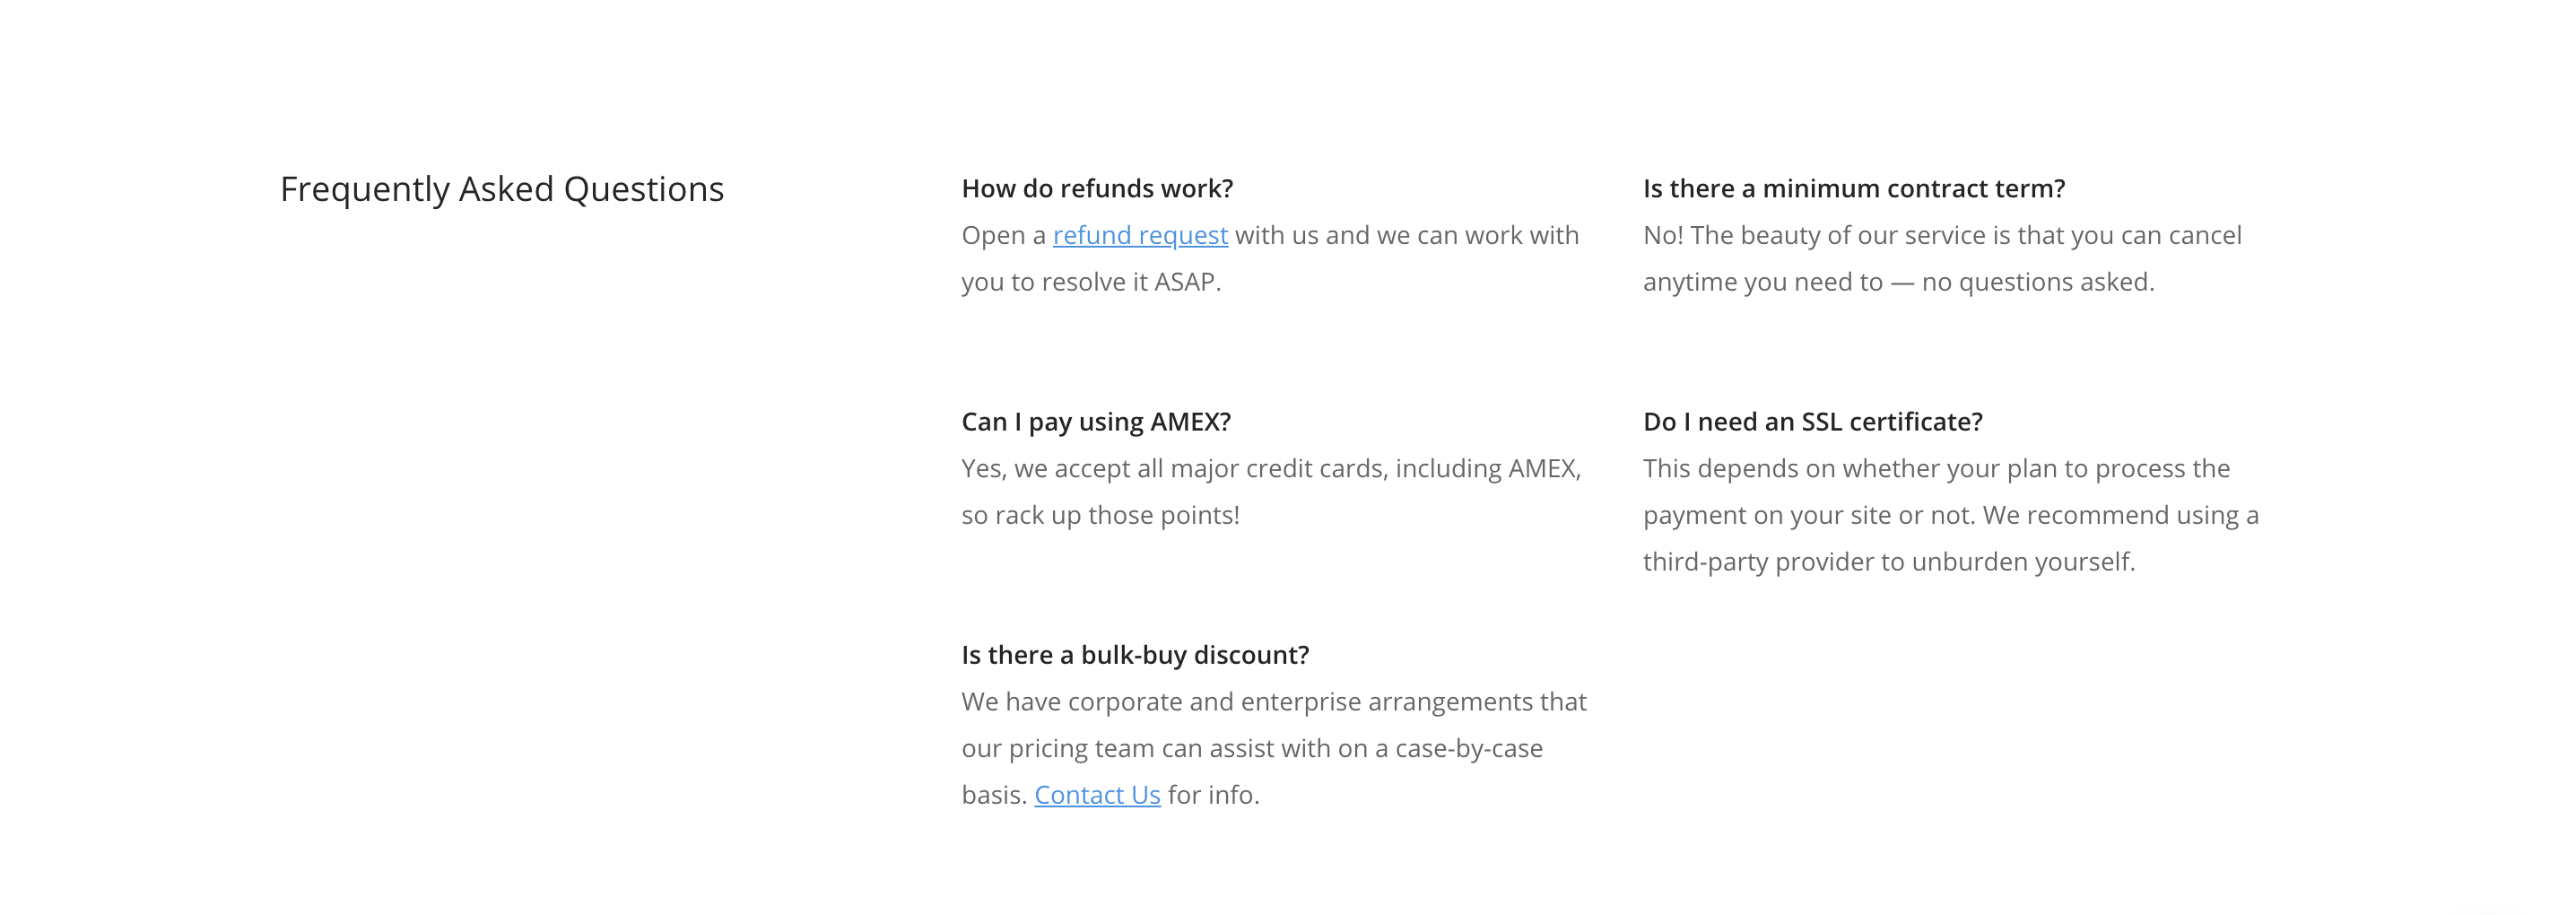 Frequently Asked Questions
How do refunds work?
Open a refund request with us and we can work with
you to resolve it ASAP.
Is there a minimum contract term?
No! The beauty of our service is that you can cancel
anytime you need to — no questions asked.
Can I pay using AMEX?
Yes, we accept all major credit cards, including AMEX,
so rack up those points!
Do I need an SSL certificate?
This depends on whether your plan to process the
payment on your site or not. We recommend using a
third-party provider to unburden yourself.
Is there a bulk-buy discount?
We have corporate and enterprise arrangements that
our pricing team can assist with on a case-by-case
basis. Contact Us for info.